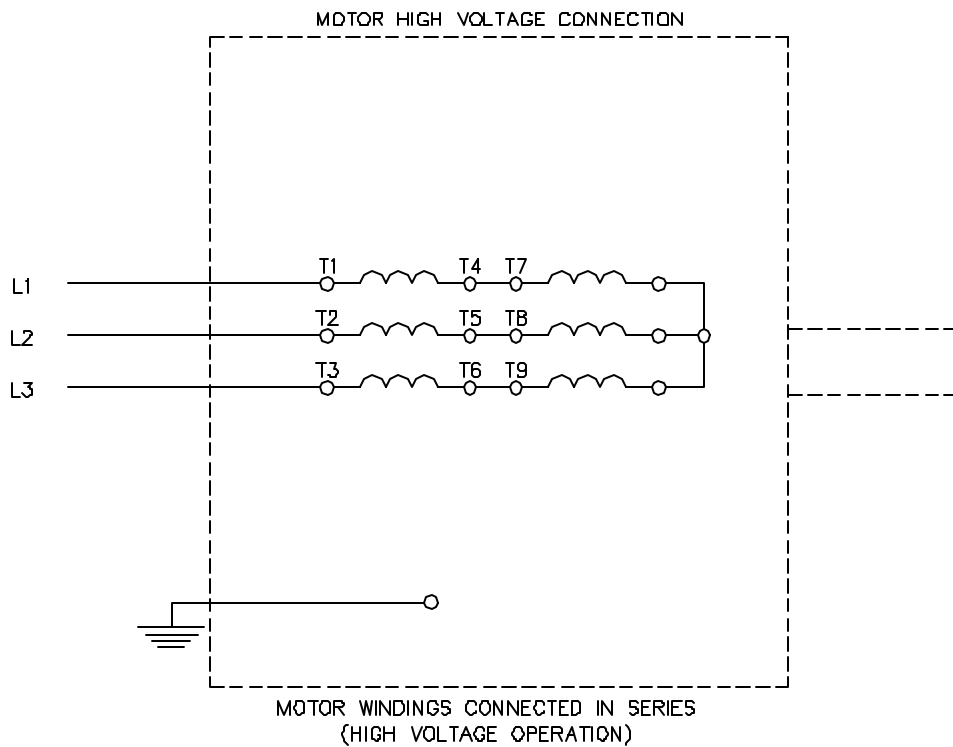 MOTOR HIGH VOLTAGE CONNECTION
T1 T4 T7
L1
T2 T5 T8
L2
T3 T6 T9
L3
MOTOR WINDINGS CONNECTED IN SERIES
(HIGH VOLTAGE OPERATION)